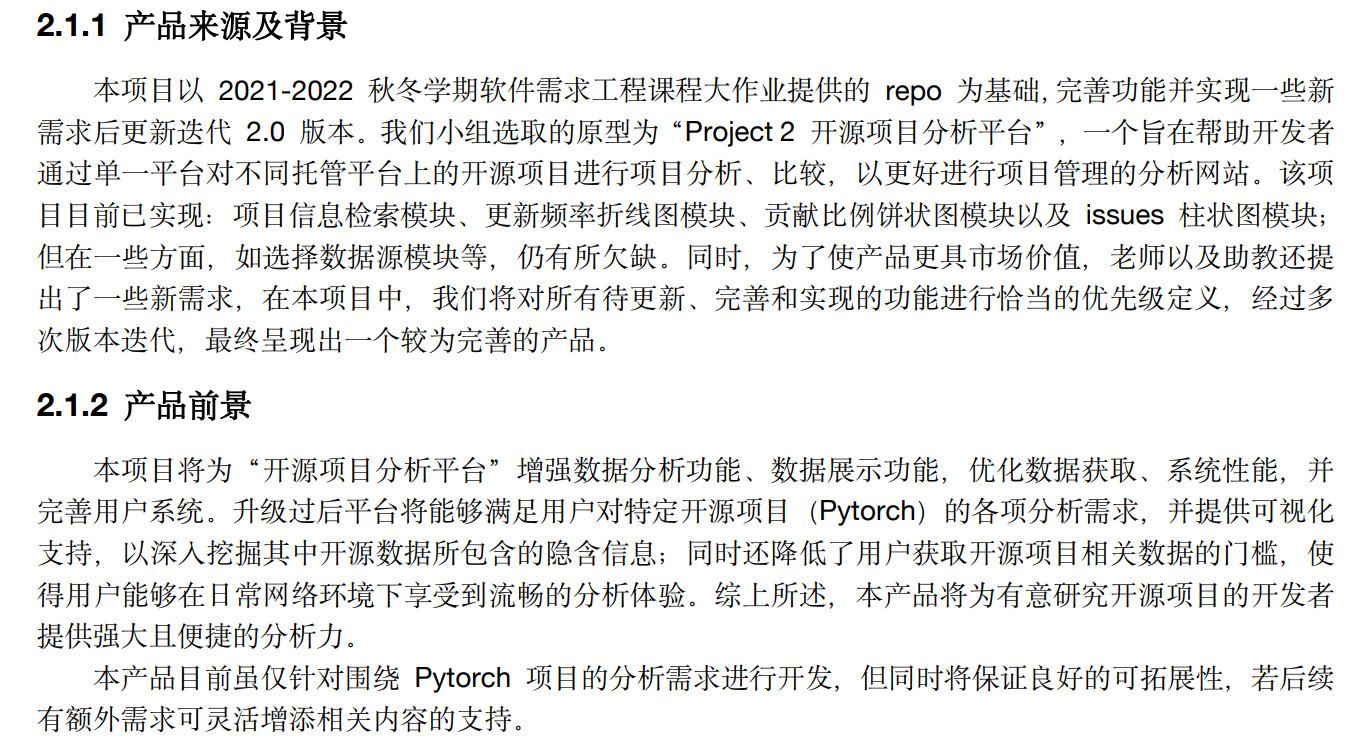 2.1.1 产品来源及背景
本项目以 2021-2022 秋冬学期软件需求工程课程大作业提供的 repo 为基础,完善功能并实现一些新
需求后更新迭代 2.0 版本。我们小组选取的原型为“Project 2 开源项目分析平台”，一个旨在帮助开发者
通过单一平台对不同托管平台上的开源项目进行项目分析、比较，以更好进行项目管理的分析网站。该项
目目前已实现：项目信息检索模块、更新频率折线图模块、贡献比例饼状图模块以及 issues 柱状图模块；
但在一些方面，如选择数据源模块等，仍有所欠缺。同时，为了使产品更具市场价值，老师以及助教还提
出了一些新需求，在本项目中，我们将对所有待更新、完善和实现的功能进行恰当的优先级定义，经过多
次版本迭代，最终呈现出一个较为完善的产品。
2.1.2 产品前景
本项目将为“开源项目分析平台”增强数据分析功能、数据展示功能，优化数据获取、系统性能，并
完善用户系统。升级过后平台将能够满足用户对特定开源项目（Pytorch）的各项分析需求，并提供可视化
支持，以深入挖掘其中开源数据所包含的隐含信息；同时还降低了用户获取开源项目相关数据的门槛，使
得用户能够在日常网络环境下享受到流畅的分析体验。综上所述，本产品将为有意研究开源项目的开发者
提供强大且便捷的分析力。
本产品目前虽仅针对围绕 Pytorch 项目的分析需求进行开发，但同时将保证良好的可拓展性，若后续
有额外需求可灵活增添相关内容的支持。